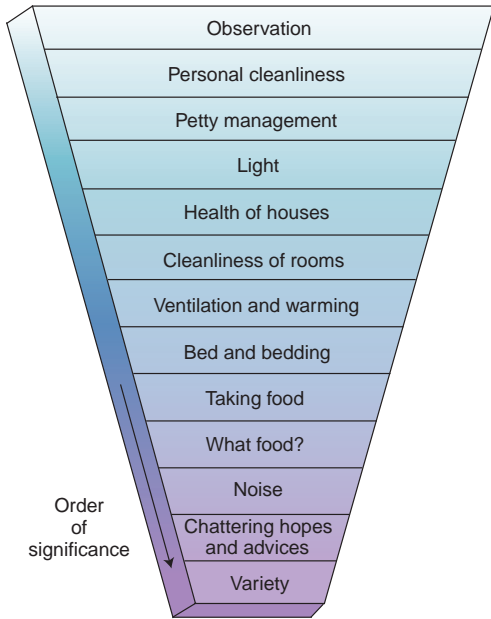 Observation
Personal cleanliness
Petty management
Light
Health of houses
Cleanliness of rooms
Ventilation and warming
Bed and bedding
Taking food
What food?
Noise
Chattering hopes
and advices
Variety
Order
of
significance